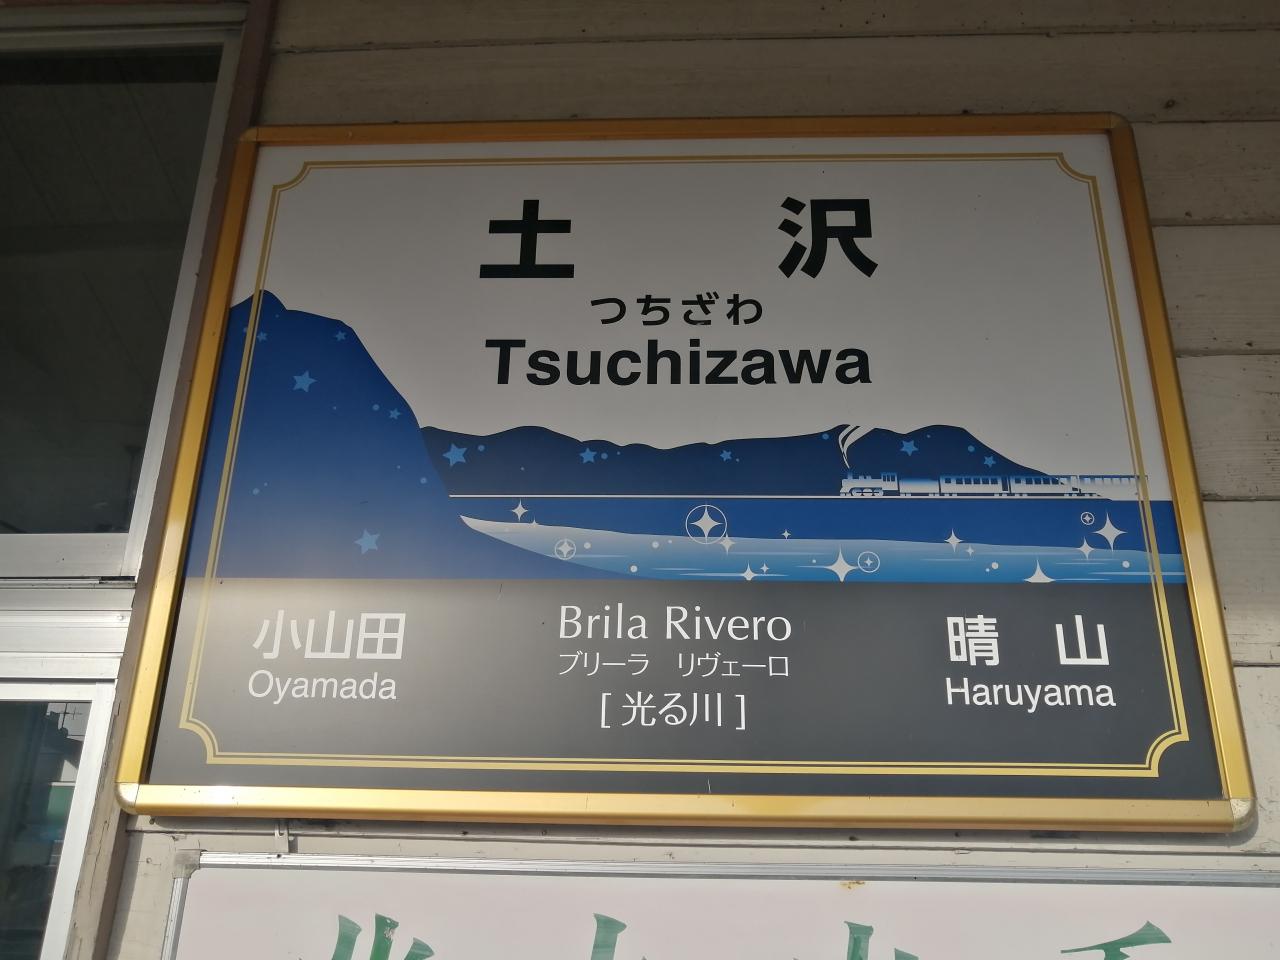 土沢
つちざわ
Tsuchizawa
小山田
Oyamada
Brila Rivero
ブリーラ リヴェーロ
[光る川]
晴山
Haruyama